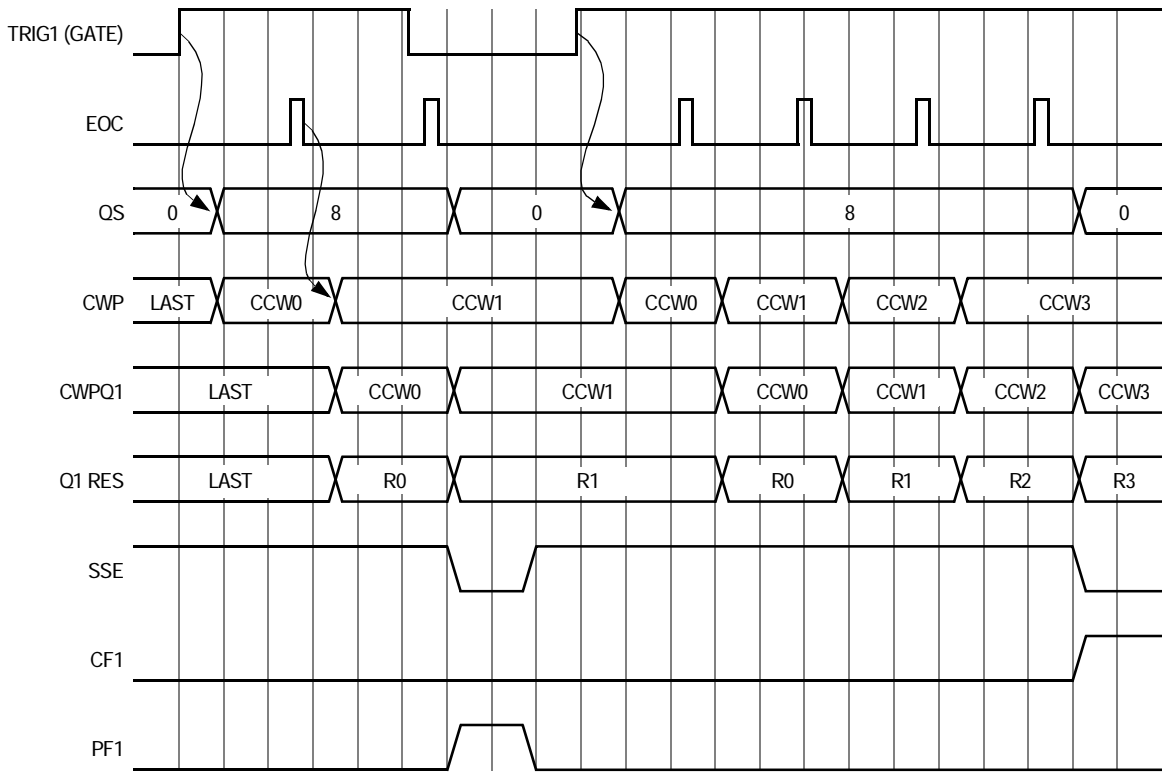 TRIG1 (GATE)
EOC
QS 0 8 0 8 0
CWP LAST CCW0 CCW1 CCW0 CCW1 CCW2 CCW3
CWPQ1 LAST CCW0 CCW1 CCW0 CCW1 CCW2 CCW3
Q1 RES LAST R0 R1 R0 R1 R2 R3
SSE
CF1
PF1